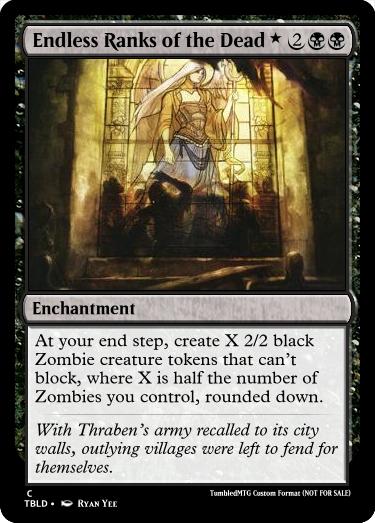 Endless Ranks of the Dead ★ 2
Enchantment
At your end step, create X 2/2 black
Zombie creature tokens that can't
block, where X is half the number of
Zombies you control, rounded down.
With Thraben's army recalled to its city
walls, outlying villages were left to fend for
themselves.
C
TBLD • Ryan Yee
TumbledMTG Custom Format (NOT FOR SALE)